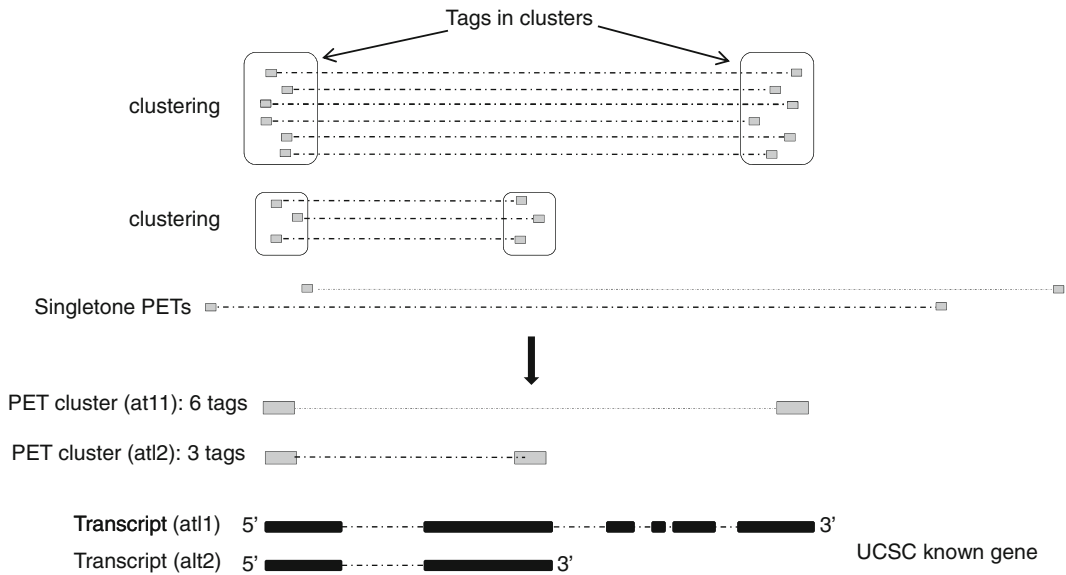 Tags in clusters
clustering
clustering
Singletone PETs
PET cluster (at11): 6 tags
PET cluster (atl2): 3 tags
Transcript (atl1) 5’ 3’
Transcript (alt2) 5’ 3’
UCSC known gene